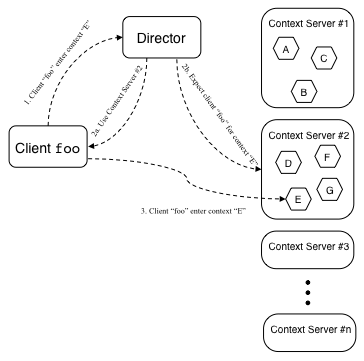 Director
Client foo
1. Client “foo” enter context “E”
2a. Use Context Server #2
2b. Expect client “foo” for context “E”
3. Client “foo” enter context “E”
Context Server #1
A
C
B
Context Server #2
D
F
E
G
Context Server #3
Context Server #n